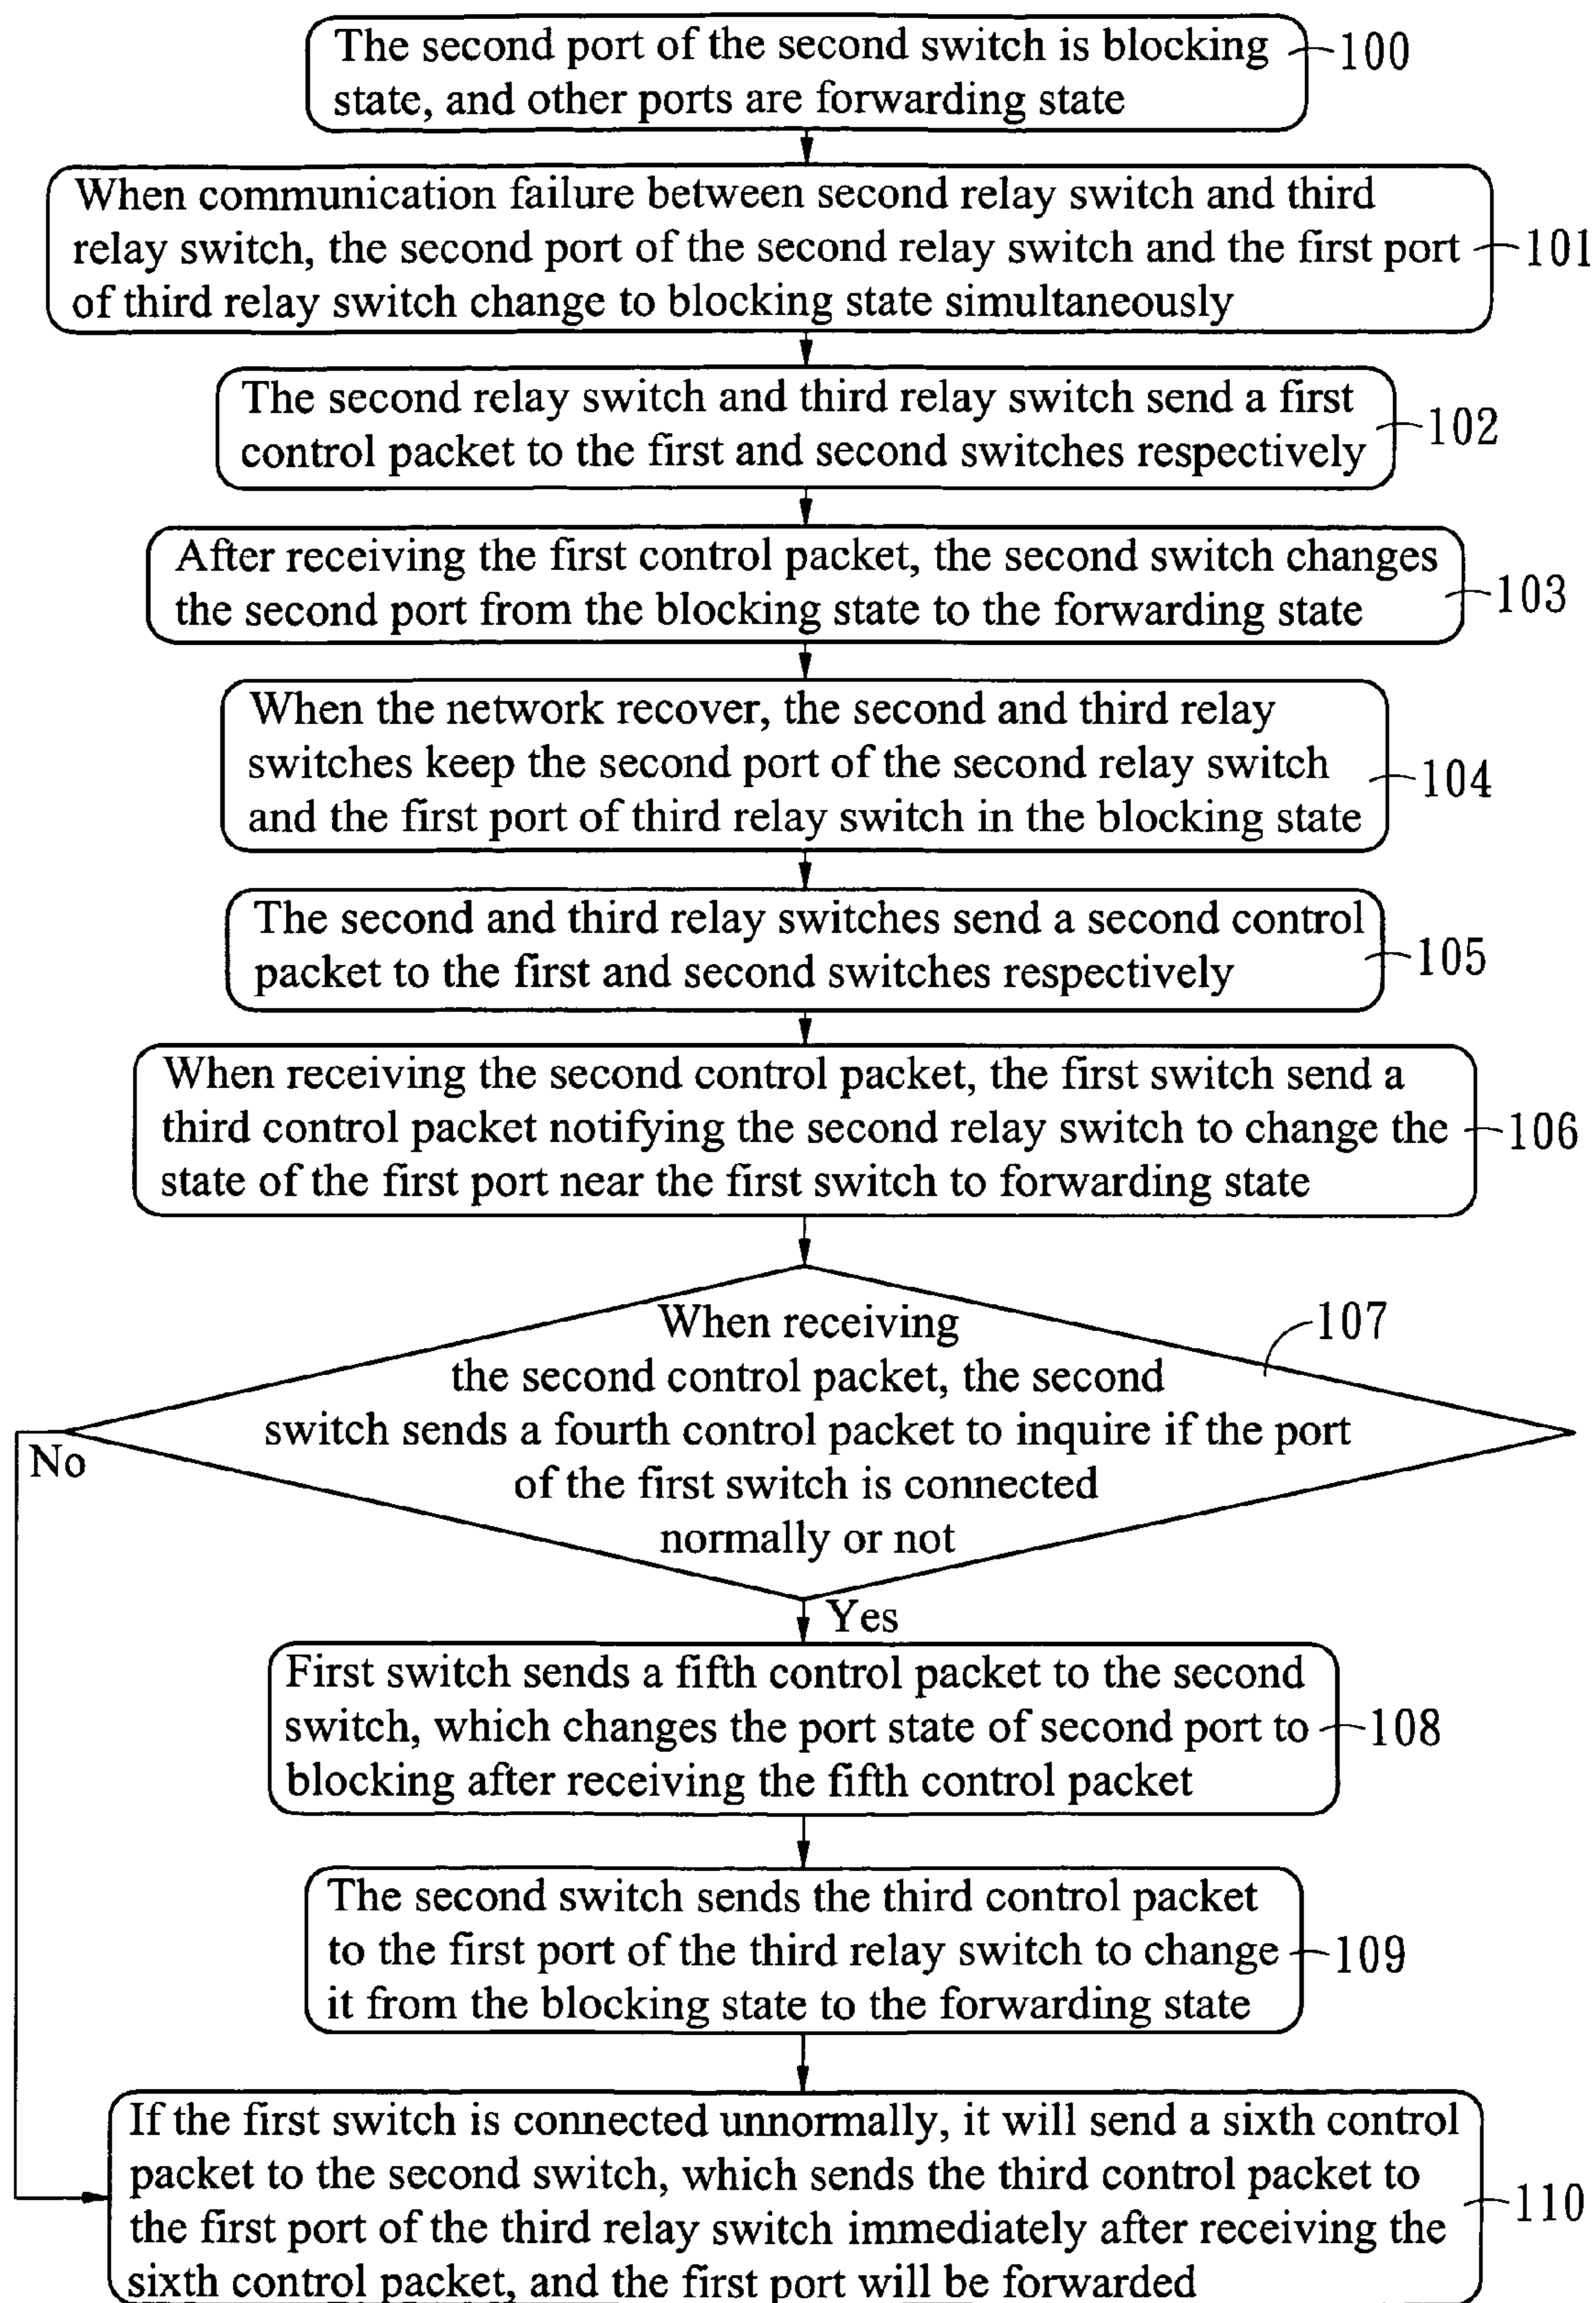 The second port of the second switch is blocking
state, and other ports are forwarding state
100
When communication failure between second relay switch and third
relay switch, the second port of the second relay switch and the first port
of third relay switch change to blocking state simultaneously
101
The second relay switch and third relay switch send a first
control packet to the first and second switches respectively
102
After receiving the first control packet, the second switch changes
the second port from the blocking state to the forwarding state
103
When the network recover, the second and third relay
switches keep the second port of the second relay switch
and the first port of third relay switch in the blocking state
104
The second and third relay switches send a second control
packet to the first and second switches respectively
105
When receiving the second control packet, the first switch send a
third control packet notifying the second relay switch to change the
state of the first port near the first switch to forwarding state
106
When receiving
the second control packet, the second
switch sends a fourth control packet to inquire if the port
of the first switch is connected
normally or not
107
No
Yes
First switch sends a fifth control packet to the second
switch, which changes the port state of second port to
blocking after receiving the fifth control packet
108
The second switch sends the third control packet
to the first port of the third relay switch to change
it from the blocking state to the forwarding state
109
If the first switch is connected unnormally, it will send a sixth control
packet to the second switch, which sends the third control packet to
the first port of the third relay switch immediately after receiving the
sixth control packet, and the first port will be forwarded
110